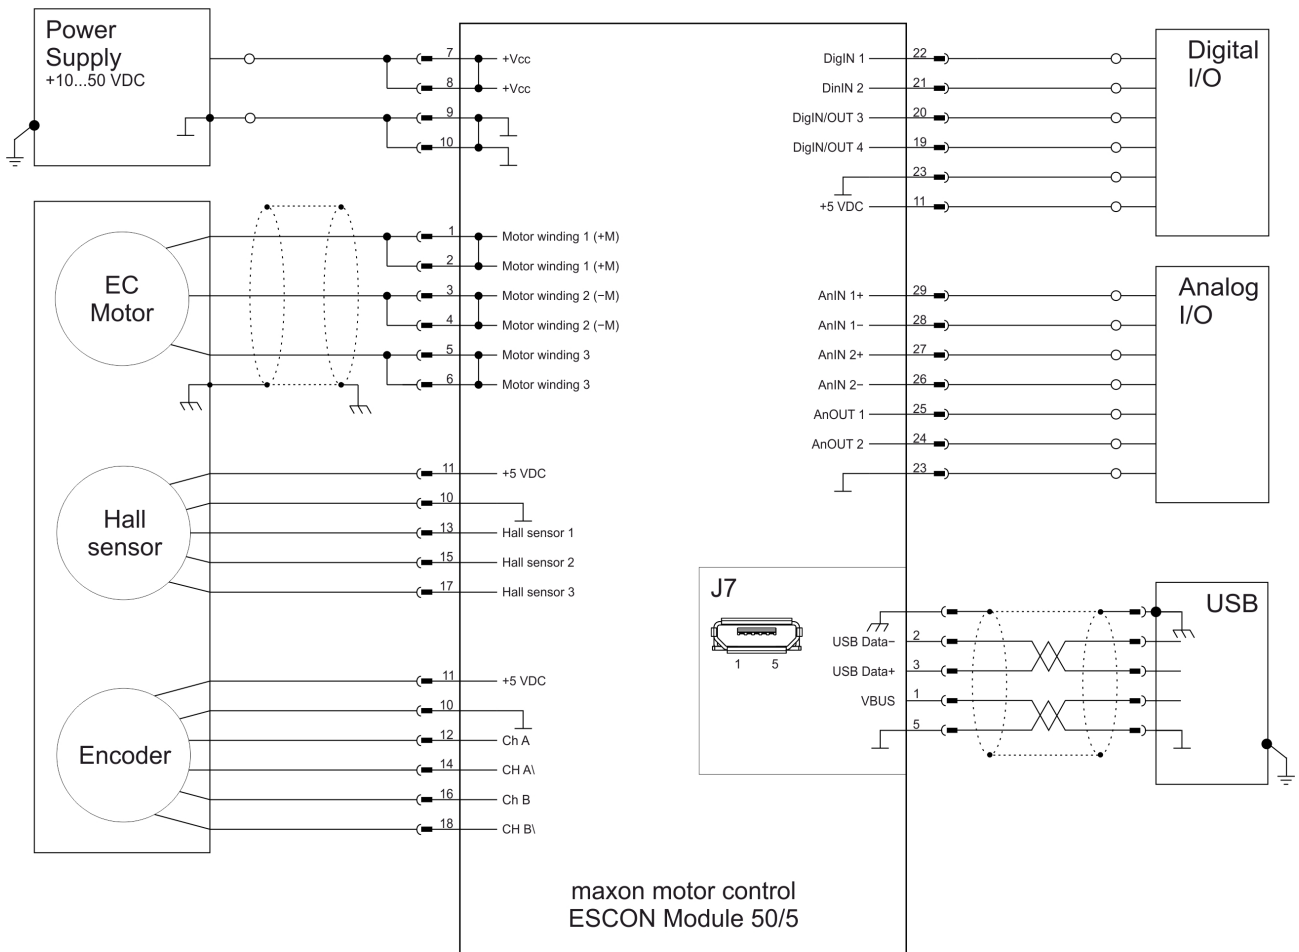 Power
Supply
+10...50 VDC
7 +Vcc
8 +Vcc
9
10
EC
Motor
1 Motor winding 1 (+M)
2 Motor winding 1 (+M)
3 Motor winding 2 (−M)
4 Motor winding 2 (−M)
5 Motor winding 3
6 Motor winding 3
Hall
sensor
11 +5 VDC
10
13 Hall sensor 1
15 Hall sensor 2
17 Hall sensor 3
Encoder
11 +5 VDC
10
12 Ch A
14 CH A\
16 Ch B
18 CH B\
DigIN 1 22
DinIN 2 21
DigIN/OUT 3 20
DigIN/OUT 4 19
23
+5 VDC 11
Digital
I/O
AnIN 1+ 29
AnIN 1− 28
AnIN 2+ 27
AnIN 2− 26
AnOUT 1 25
AnOUT 2 24
23
Analog
I/O
J7
1 5
USB Data− 2
USB Data+ 3
VBUS 1
5
USB
maxon motor control
ESCON Module 50/5